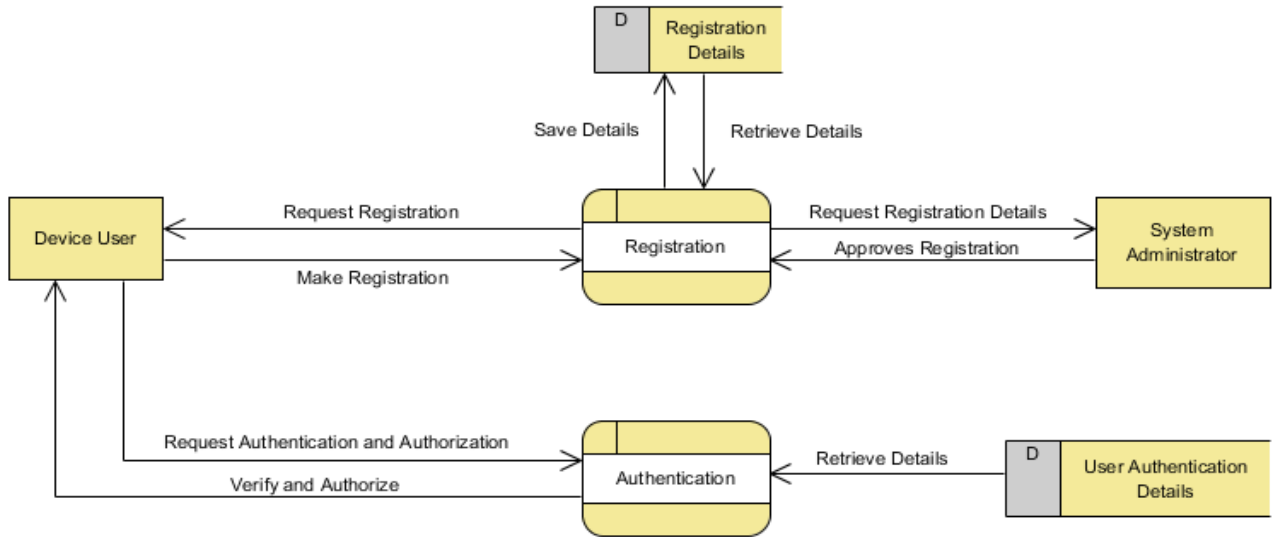 D
Registration
Details
Save Details
Retrieve Details
Request Registration
Request Registration Details
Device User
Registration
System
Administrator
Approves Registration
Make Registration
Request Authentication and Authorization
Verify and Authorize
Authentication
Retrieve Details
D
User Authentication
Details